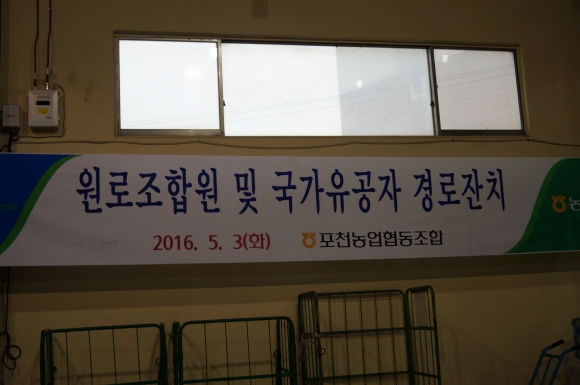 원로조합원 및 국가유공자 경로잔치
2016. 5. 3(화) 포천농업협동조합
농